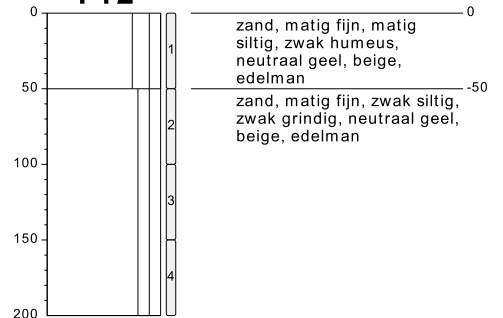 0
50
100
150
200
1
2
3
4
0
zand, matig fijn, matig
siltig, zwak humeus,
neutraal geel, beige,
edelman
-50
zand, matig fijn, zwak siltig,
zwak grindig, neutraal geel,
beige, edelman